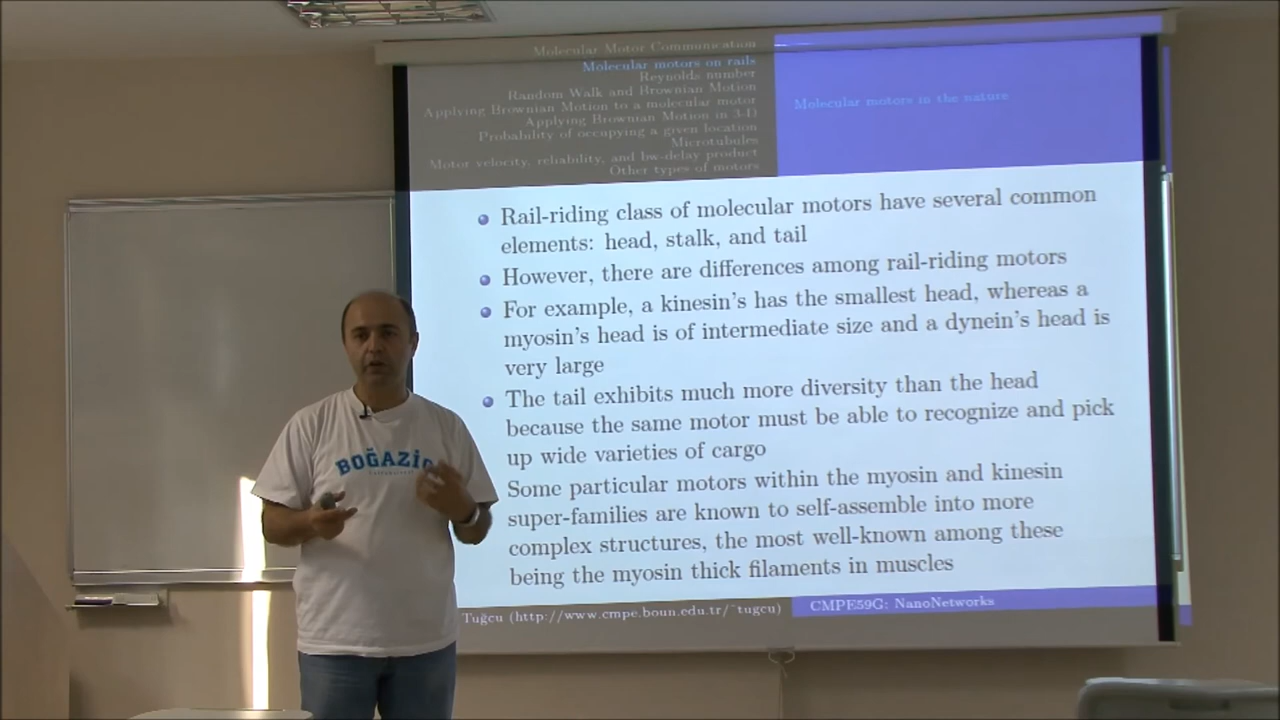 Molecular Motor Communication
Molecular motors on rails
Reynolds number
Random Walk and Brownian Motion
Applying Brownian Motion to a molecular motor
Applying Brownian Motion in 3-D
Probability of occupying a given location
Microtubules
Motor velocity, reliability, and bw-delay product
Other types of motors
Molecular motors in the nature
Rail-riding class of molecular motors have several common
elements: head, stalk, and tail
However, there are differences among rail-riding motors
For example, a kinesin's has the smallest head, whereas a
myosin's head is of intermediate size and a dynein's head is
very large
The tail exhibits much more diversity than the head
because the same motor must be able to recognize and pick
up wide varieties of cargo
Some particular motors within the myosin and kinesin
super-families are known to self-assemble into more
complex structures, the most well-known among these
being the myosin thick filaments in muscles
Tuğcu (http://www.cmpe.boun.edu.tr/~tugcu)
CMPE59G: NanoNetworks
BOĞAZİÇ